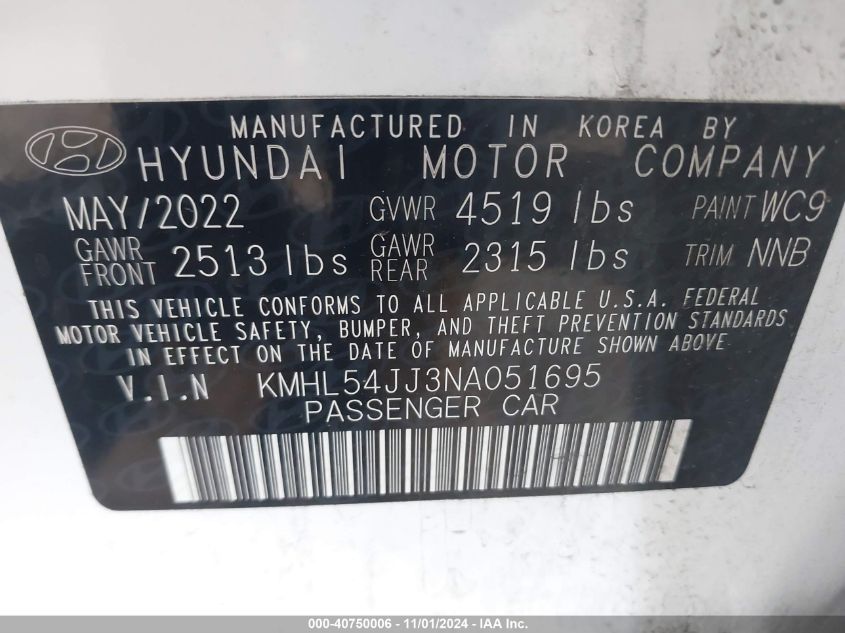 MANUFACTURED IN KOREA BY
HYUNDAI MOTOR COMPANY
MAY/2022 GVWR 4519 lbs PAINT WC9
GAWR FRONT 2513 lbs GAWR REAR 2315 lbs TRIM NNB
THIS VEHICLE CONFORMS TO ALL APPLICABLE U.S.A. FEDERAL
MOTOR VEHICLE SAFETY, BUMPER, AND THEFT PREVENTION STANDARDS
IN EFFECT ON THE DATE OF MANUFACTURE SHOWN ABOVE.
V.I.N KMHL54JJ3NA051695
PASSENGER CAR
000-40750006 - 11/01/2024 - IAA Inc.